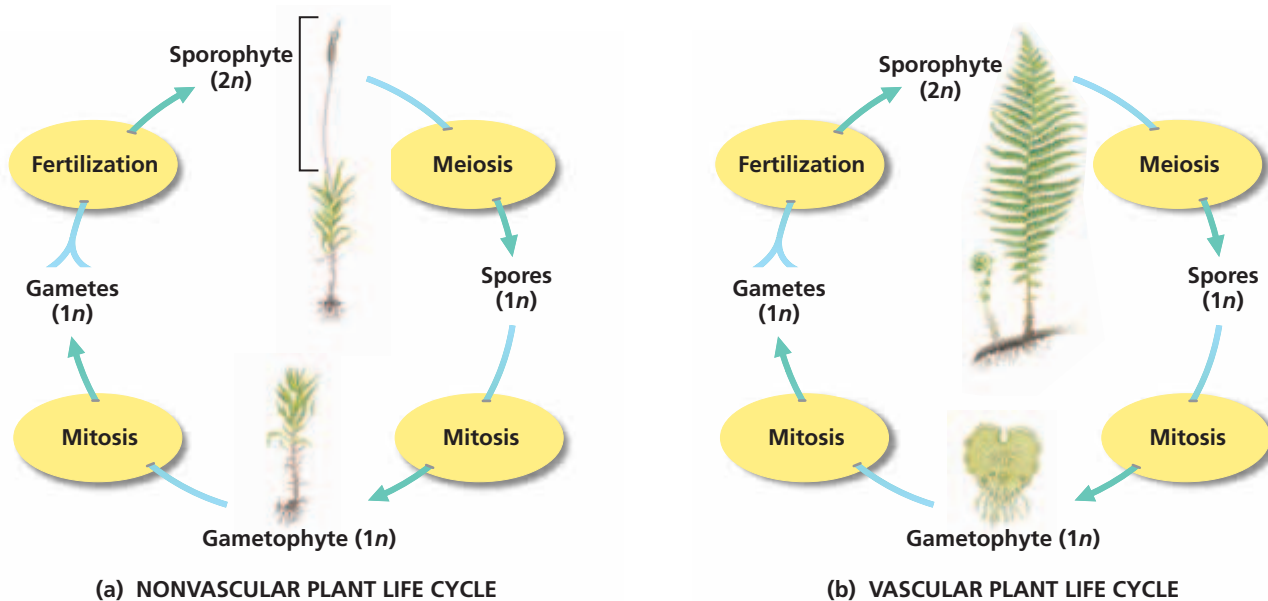 Sporophyte
(2n)
Fertilization
Meiosis
Gametes
(1n)
Spores
(1n)
Mitosis
Mitosis
Gametophyte (1n)
(a) NONVASCULAR PLANT LIFE CYCLE
Sporophyte
(2n)
Fertilization
Meiosis
Gametes
(1n)
Spores
(1n)
Mitosis
Mitosis
Gametophyte (1n)
(b) VASCULAR PLANT LIFE CYCLE